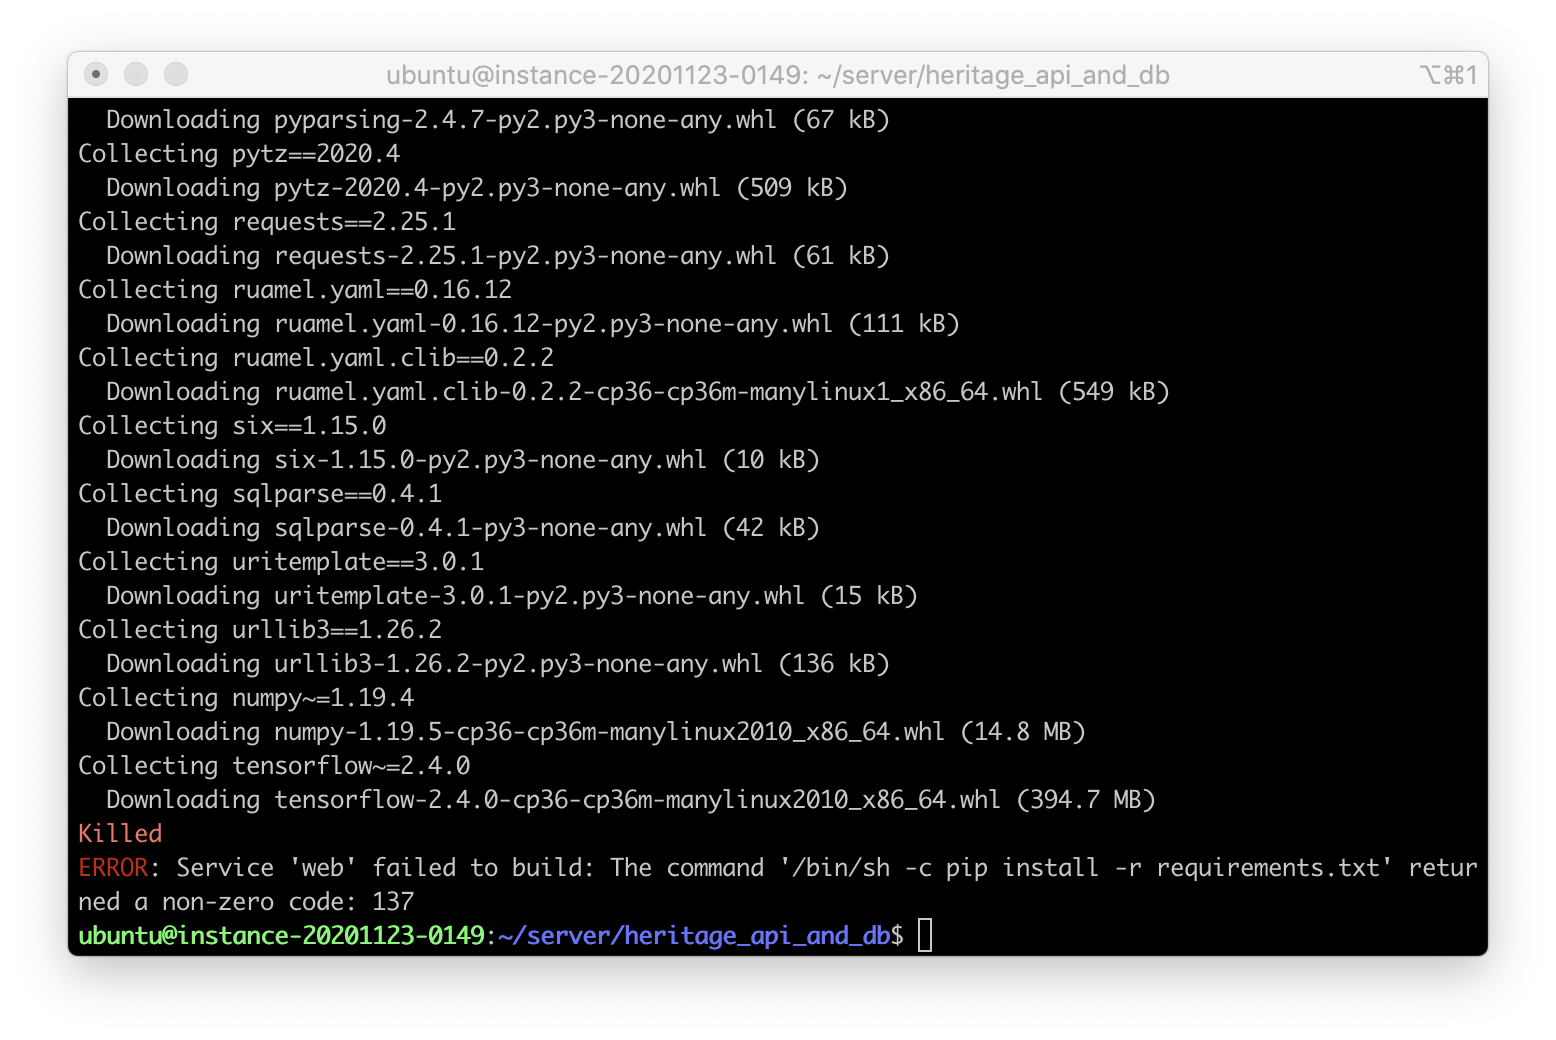 ubuntu@instance-20201123-0149: ~/server/heritage_api_and_db ⌥⌘1
Downloading pyparsing-2.4.7-py2.py3-none-any.whl (67 kB)
Collecting pytz==2020.4
Downloading pytz-2020.4-py2.py3-none-any.whl (509 kB)
Collecting requests==2.25.1
Downloading requests-2.25.1-py2.py3-none-any.whl (61 kB)
Collecting ruamel.yaml==0.16.12
Downloading ruamel.yaml-0.16.12-py2.py3-none-any.whl (111 kB)
Collecting ruamel.yaml.clib==0.2.2
Downloading ruamel.yaml.clib-0.2.2-cp36-cp36m-manylinux1_x86_64.whl (549 kB)
Collecting six==1.15.0
Downloading six-1.15.0-py2.py3-none-any.whl (10 kB)
Collecting sqlparse==0.4.1
Downloading sqlparse-0.4.1-py3-none-any.whl (42 kB)
Collecting uritemplate==3.0.1
Downloading uritemplate-3.0.1-py2.py3-none-any.whl (15 kB)
Collecting urllib3==1.26.2
Downloading urllib3-1.26.2-py2.py3-none-any.whl (136 kB)
Collecting numpy~=1.19.4
Downloading numpy-1.19.5-cp36-cp36m-manylinux2010_x86_64.whl (14.8 MB)
Collecting tensorflow~=2.4.0
Downloading tensorflow-2.4.0-cp36-cp36m-manylinux2010_x86_64.whl (394.7 MB)
Killed
ERROR: Service 'web' failed to build: The command '/bin/sh -c pip install -r requirements.txt' retur
ned a non-zero code: 137
ubuntu@instance-20201123-0149:~/server/heritage_api_and_db$